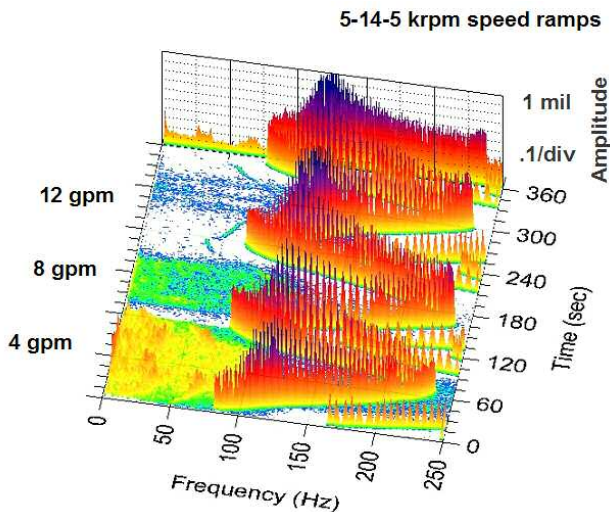 5-14-5 krpm speed ramps
1 mil
.1/div
Amplitude
12 gpm
8 gpm
4 gpm
360
300
240
180
120
60
0
Time (sec)
0
50
100
150
200
250
Frequency (Hz)